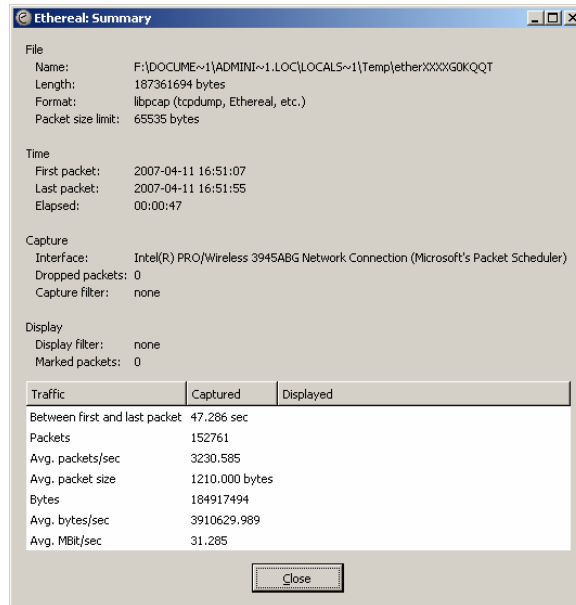 Ethereal: Summary
File
Name: F:\DOCUME~1\ADMINI~1.LOC\LOCALS~1\Temp\etherXXXXG0KQQT
Length: 187361694 bytes
Format: libpcap (tcpdump, Ethereal, etc.)
Packet size limit: 65535 bytes
Time
First packet: 2007-04-11 16:51:07
Last packet: 2007-04-11 16:51:55
Elapsed: 00:00:47
Capture
Interface: Intel(R) PRO/Wireless 3945ABG Network Connection (Microsoft's Packet Scheduler)
Dropped packets: 0
Capture filter: none
Display
Display filter: none
Marked packets: 0
Traffic Captured Displayed
Between first and last packet 47.286 sec
Packets 152761
Avg. packets/sec 3230.585
Avg. packet size 1210.000 bytes
Bytes 184917494
Avg. bytes/sec 3910629.989
Avg. MBit/sec 31.285
Close